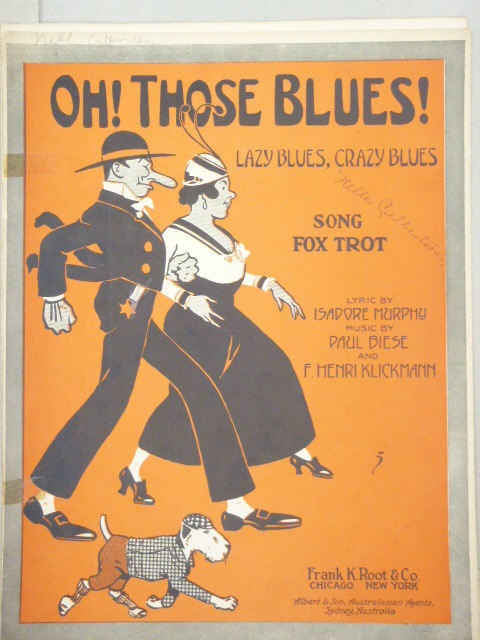 OH! THOSE BLUES!
LAZY BLUES, CRAZY BLUES
SONG
FOX TROT
LYRIC BY
ISADORE MURPHY
MUSIC BY
PAUL BIESE
AND
F. HENRI KLICKMANN
5
Frank K. Root & Co.
CHICAGO NEW YORK
Albert & Son, Australasian Agents,
Sydney, Australia